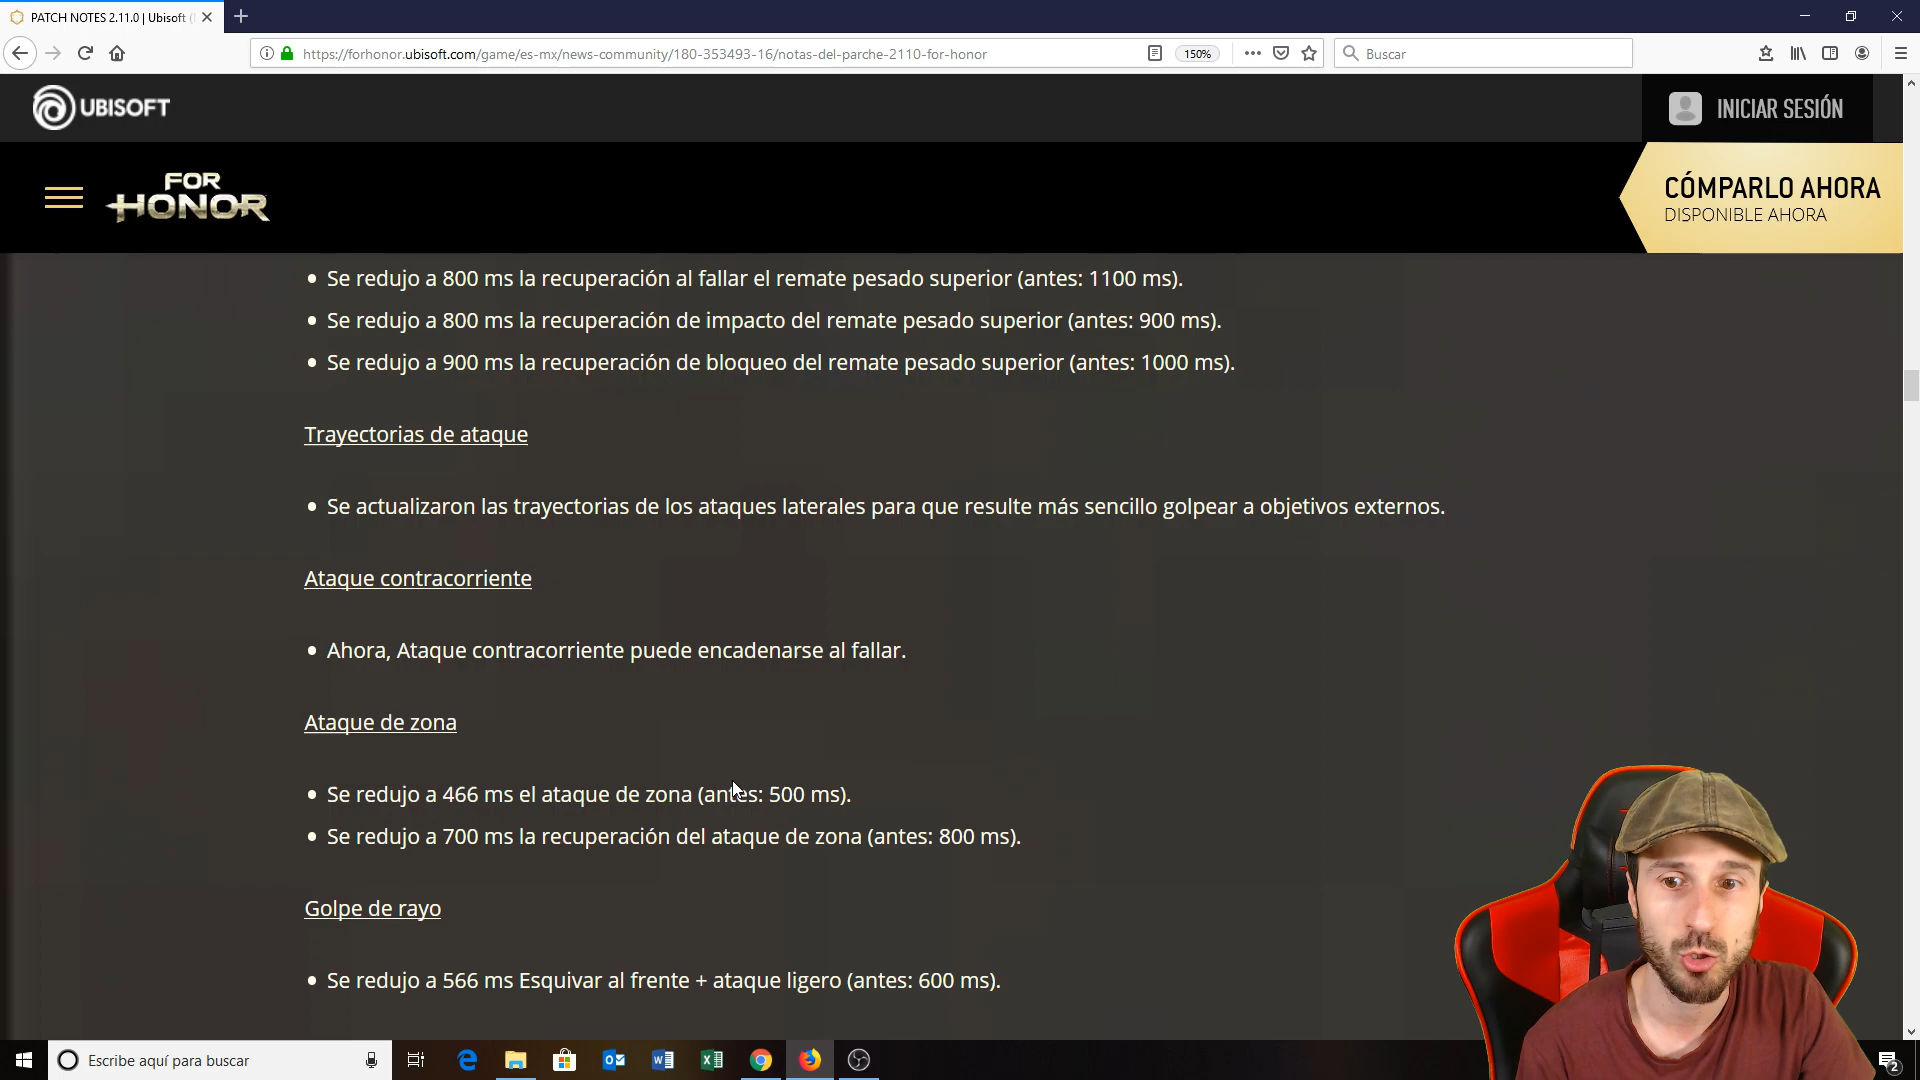 PATCH NOTES 2.11.0 | Ubisoft (
https://forhonor.ubisoft.com/game/es-mx/news-community/180-353493-16/notas-del-parche-2110-for-honor
150%
Buscar
UBISOFT
INICIAR SESIÓN
FOR
HONOR
CÓMPARLO AHORA
DISPONIBLE AHORA
• Se redujo a 800 ms la recuperación al fallar el remate pesado superior (antes: 1100 ms).
• Se redujo a 800 ms la recuperación de impacto del remate pesado superior (antes: 900 ms).
• Se redujo a 900 ms la recuperación de bloqueo del remate pesado superior (antes: 1000 ms).
Trayectorias de ataque
• Se actualizaron las trayectorias de los ataques laterales para que resulte más sencillo golpear a objetivos externos.
Ataque contracorriente
• Ahora, Ataque contracorriente puede encadenarse al fallar.
Ataque de zona
• Se redujo a 466 ms el ataque de zona (antes: 500 ms).
• Se redujo a 700 ms la recuperación del ataque de zona (antes: 800 ms).
Golpe de rayo
• Se redujo a 566 ms Esquivar al frente + ataque ligero (antes: 600 ms).
Escribe aquí para buscar
2